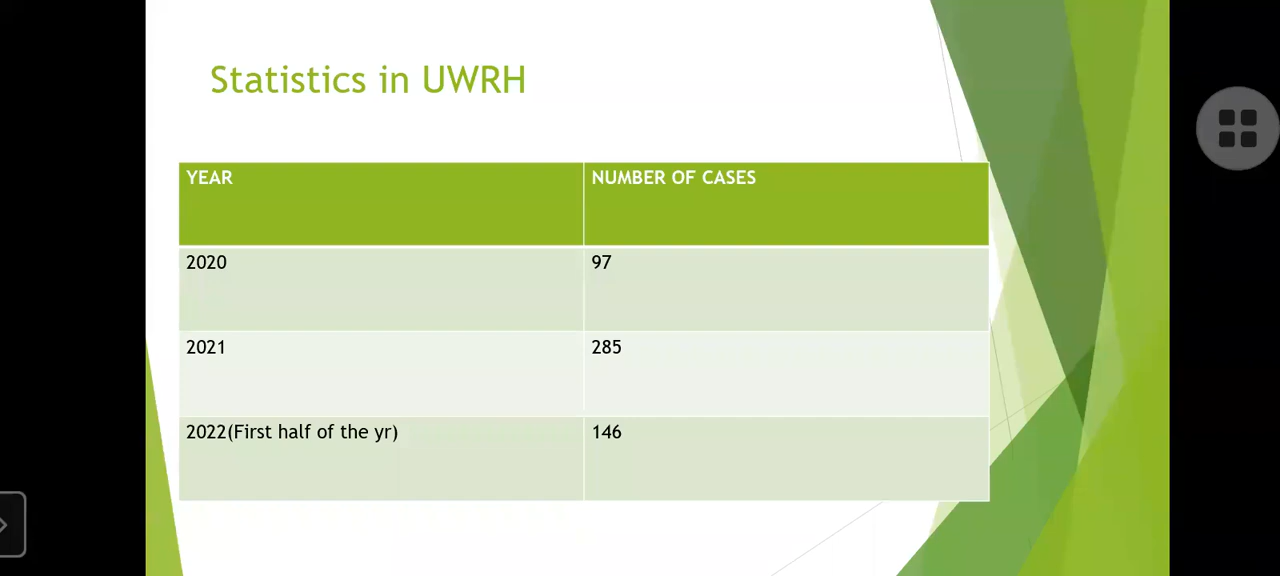 Statistics in UWRH
YEAR NUMBER OF CASES
2020 97
2021 285
2022(First half of the yr) 146